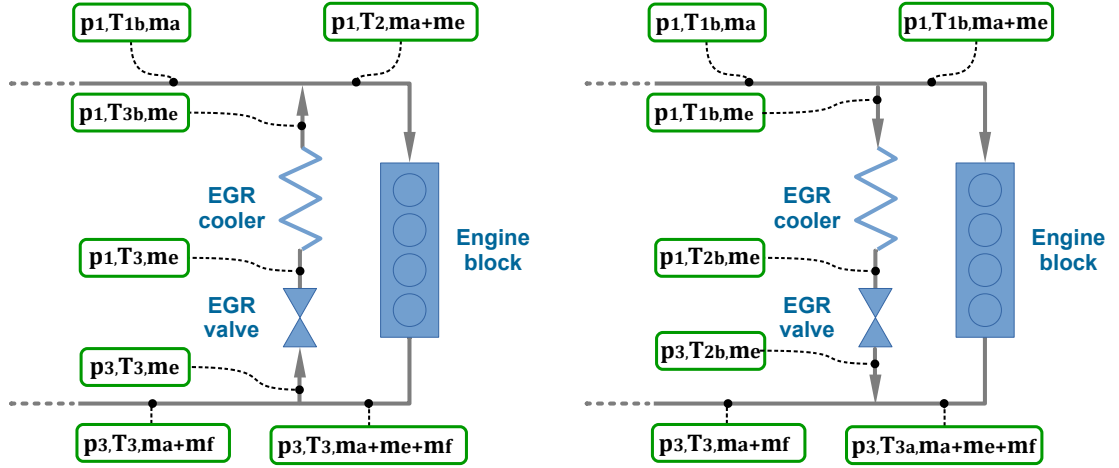 p1,T1b,ma
p1,T2,ma+me
p1,T3b,me
EGR
cooler
Engine
block
p1,T3,me
EGR
valve
p3,T3,me
p3,T3,ma+mf
p3,T3,ma+me+mf
p1,T1b,ma
p1,T1b,ma+me
p1,T1b,me
EGR
cooler
Engine
block
p1,T2b,me
EGR
valve
p3,T2b,me
p3,T3,ma+mf
p3,T3a,ma+me+mf